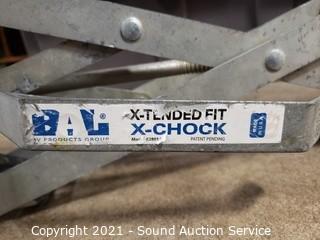 X-TENDED FIT
BAL®
X-CHOCK
RV PRODUCTS GROUP
PATENT PENDING
Copyright 2021 - Sound Auction Service